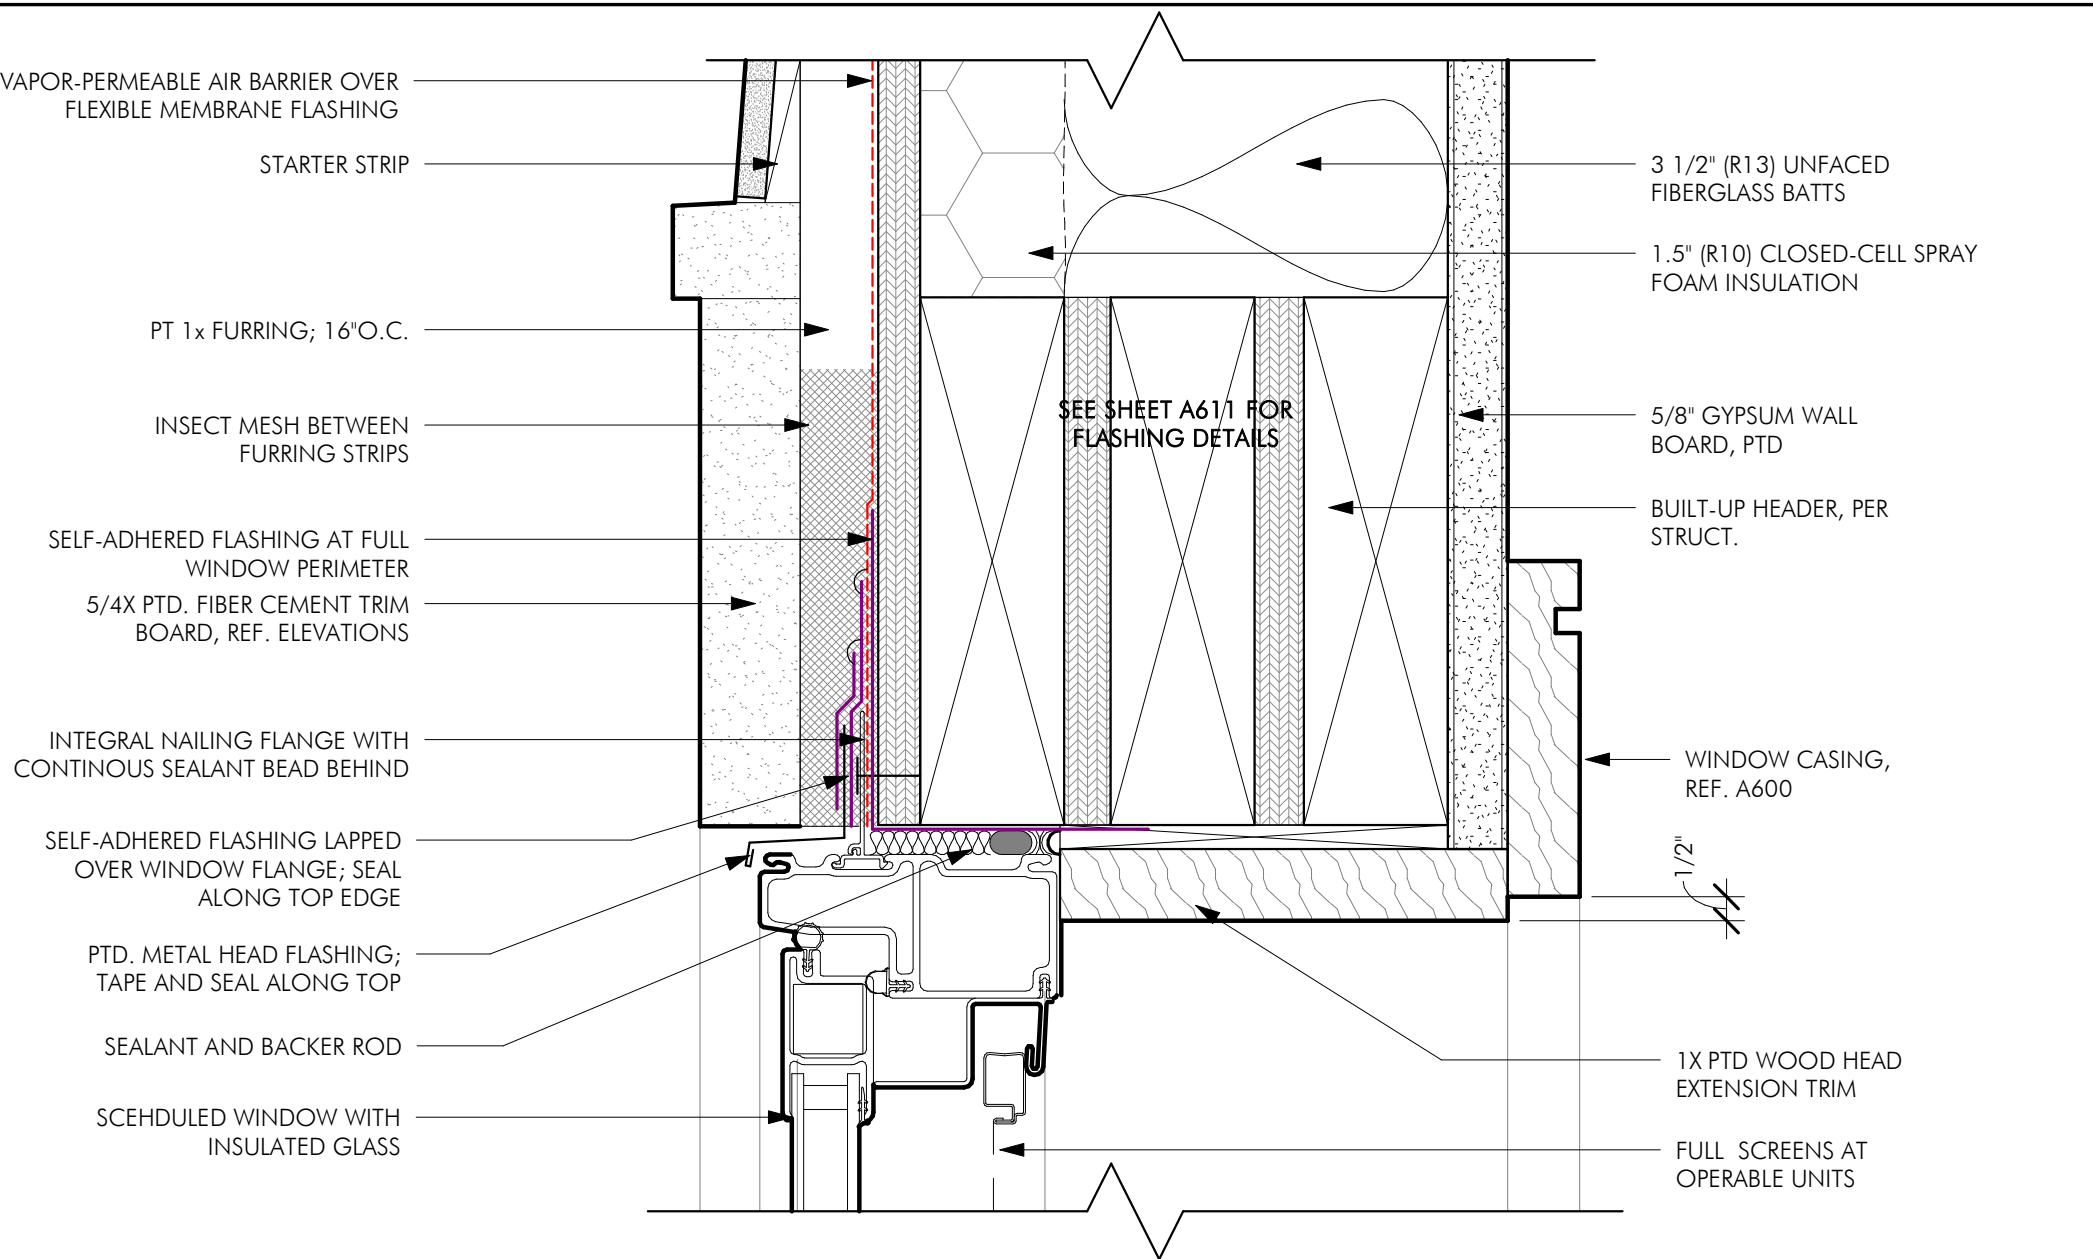 VAPOR-PERMEABLE AIR BARRIER OVER
FLEXIBLE MEMBRANE FLASHING
STARTER STRIP
PT 1x FURRING; 16"O.C.
INSECT MESH BETWEEN
FURRING STRIPS
SELF-ADHERED FLASHING AT FULL
WINDOW PERIMETER
5/4X PTD. FIBER CEMENT TRIM
BOARD, REF. ELEVATIONS
INTEGRAL NAILING FLANGE WITH
CONTINOUS SEALANT BEAD BEHIND
SELF-ADHERED FLASHING LAPPED
OVER WINDOW FLANGE; SEAL
ALONG TOP EDGE
PTD. METAL HEAD FLASHING;
TAPE AND SEAL ALONG TOP
SEALANT AND BACKER ROD
SCEHDULED WINDOW WITH
INSULATED GLASS
SEE SHEET A611 FOR
FLASHING DETAILS
3 1/2" (R13) UNFACED
FIBERGLASS BATTS
1.5" (R10) CLOSED-CELL SPRAY
FOAM INSULATION
5/8" GYPSUM WALL
BOARD, PTD
BUILT-UP HEADER, PER
STRUCT.
WINDOW CASING,
REF. A600
1/2"
1X PTD WOOD HEAD
EXTENSION TRIM
FULL SCREENS AT
OPERABLE UNITS